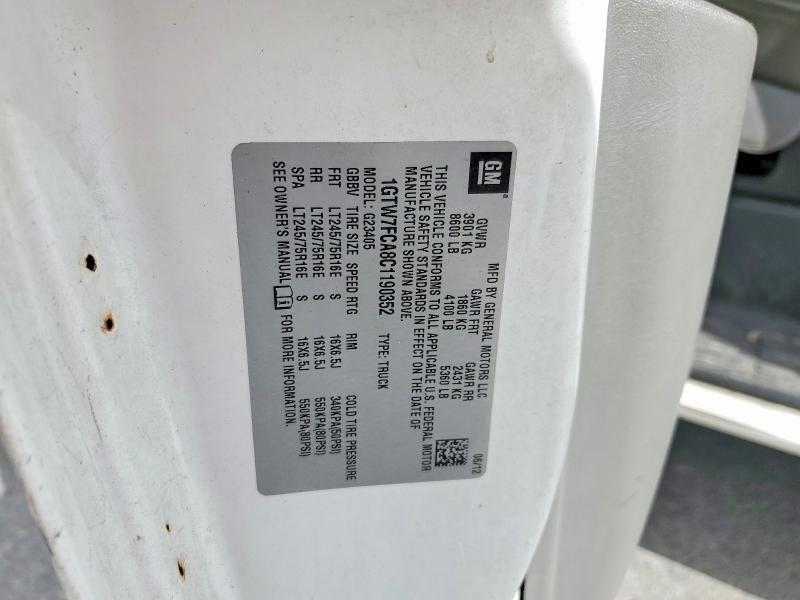 GM
MFD BY GENERAL MOTORS LLC 06/12
GVWR GAWR FRT GAWR RR
3901 KG 1860 KG 2431 KG
8600 LB 4100 LB 5360 LB
THIS VEHICLE CONFORMS TO ALL APPLICABLE U.S. FEDERAL MOTOR
VEHICLE SAFETY STANDARDS IN EFFECT ON THE DATE OF
MANUFACTURE SHOWN ABOVE.
1GTW7FCA8C1190352 TYPE: TRUCK
MODEL: G23405
GBBV TIRE SIZE SPEED RTG RIM COLD TIRE PRESSURE
FRT LT245/75R16E S 16X6.5J 340KPA(50PSI)
RR LT245/75R16E S 16X6.5J 550KPA(80PSI)
SPA LT245/75R16E S 16X6.5J 550KPA(80PSI)
SEE OWNER'S MANUAL FOR MORE INFORMATION.